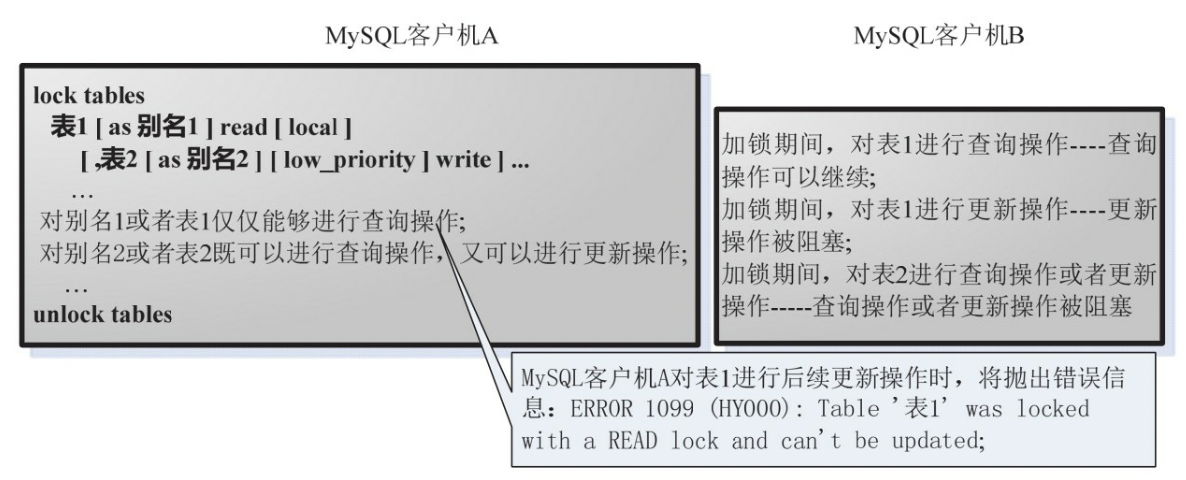 MySQL客户机A
lock tables
表1 [ as 别名1 ] read [ local ]
[ ,表2 [ as 别名2 ] [ low_priority ] write ] ...
…
对别名1或者表1仅仅能够进行查询操作;
对别名2或者表2既可以进行查询操作，又可以进行更新操作;
…
unlock tables
MySQL客户机B
加锁期间，对表1进行查询操作----查询
操作可以继续;
加锁期间，对表1进行更新操作----更新
操作被阻塞;
加锁期间，对表2进行查询操作或者更新
操作-----查询操作或者更新操作被阻塞
MySQL客户机A对表1进行后续更新操作时，将抛出错误信
息：ERROR 1099 (HY000): Table '表1' was locked
with a READ lock and can't be updated;